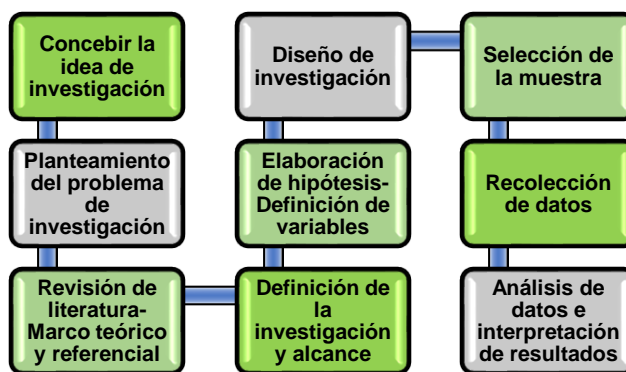 Concebir la
idea de
investigación
Planteamiento
del problema
de
investigación
Revisión de
literatura-
Marco teórico
y referencial
Definición de
la
investigación
y alcance
Elaboración
de hipótesis-
Definición de
variables
Diseño de
investigación
Selección de
la muestra
Recolección
de datos
Análisis de
datos e
interpretación
de resultados